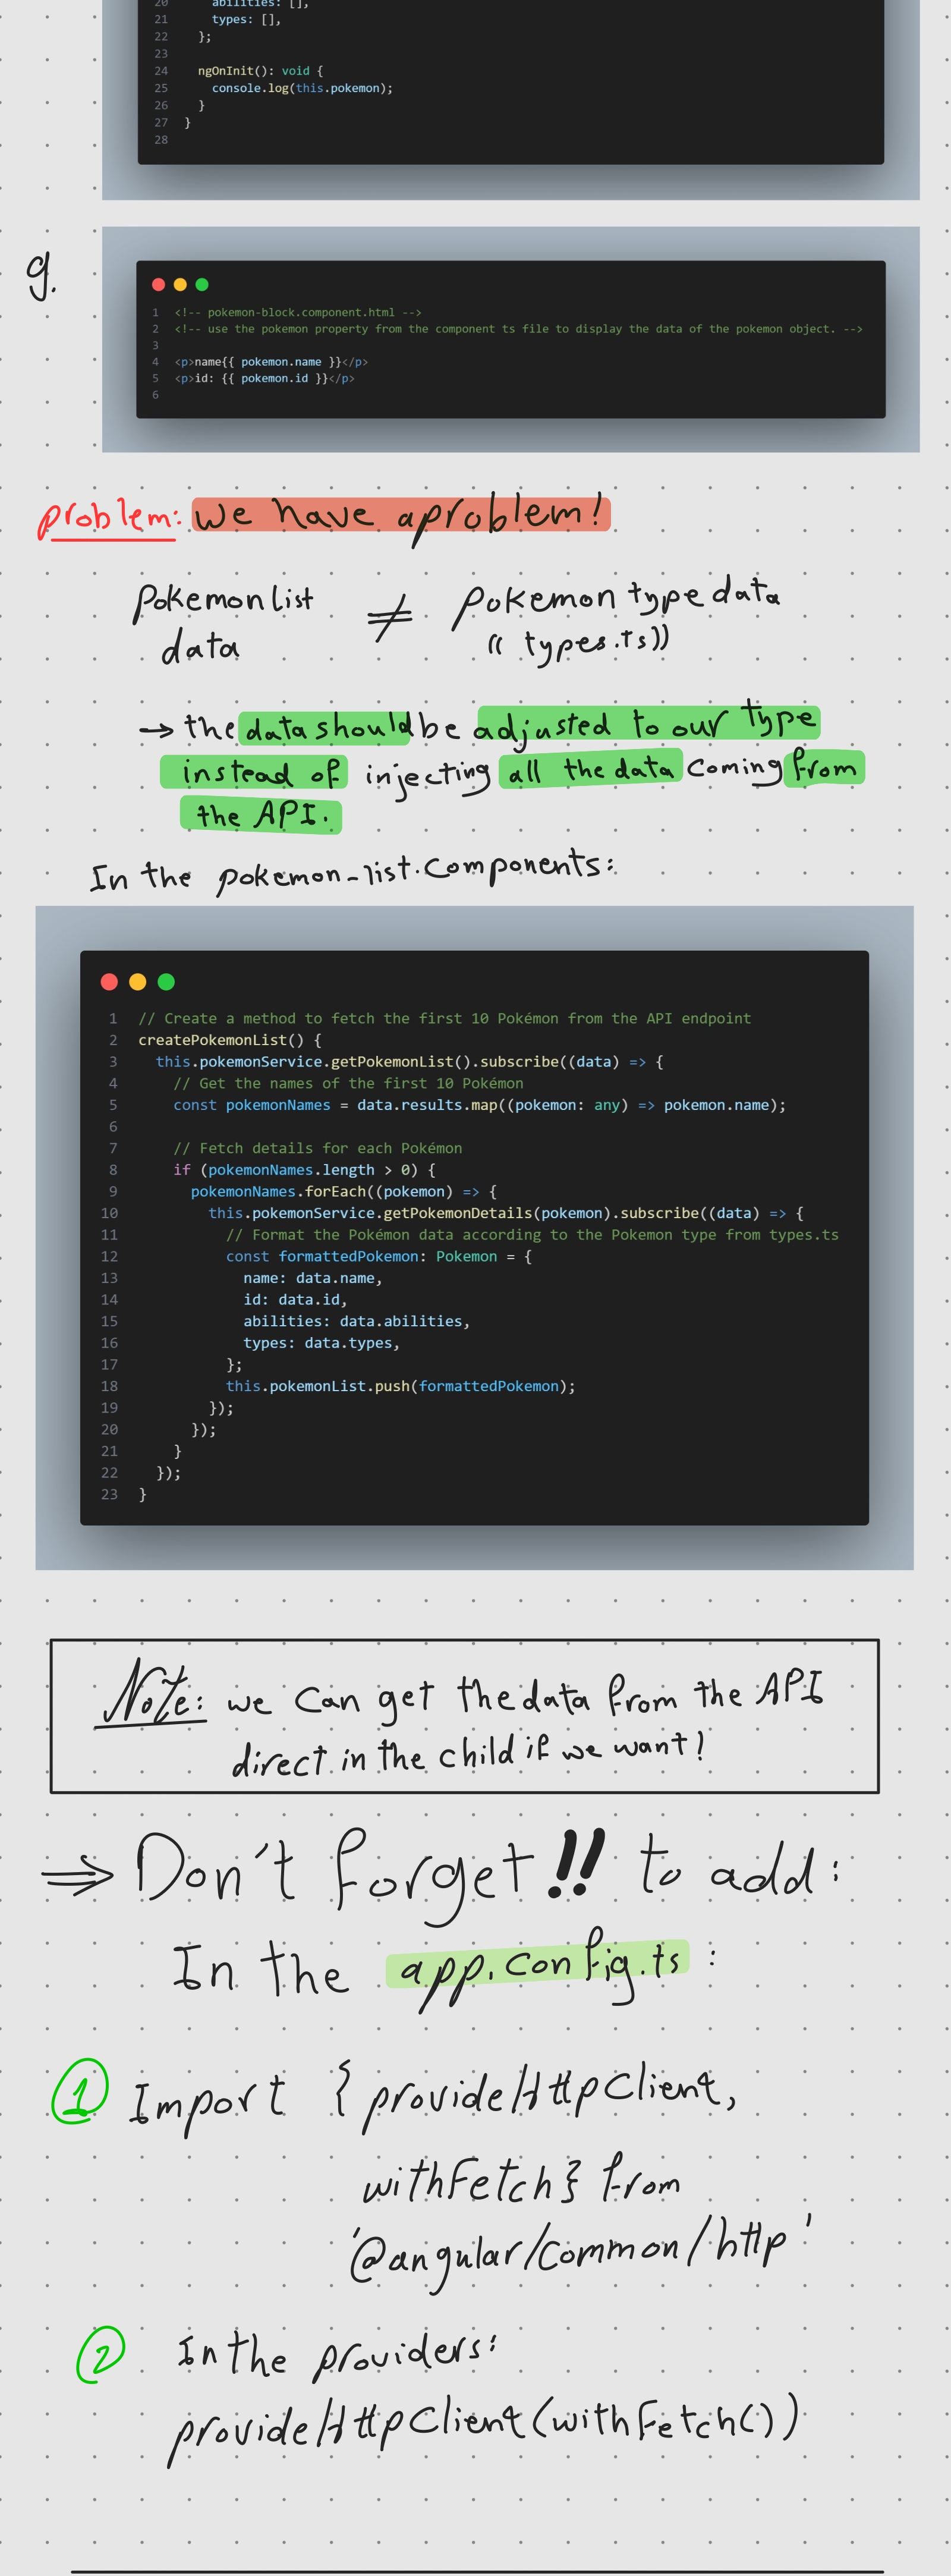 20 abilities: [],
21 types: [],
22 };
23
24 ngOnInit(): void {
25 console.log(this.pokemon);
26 }
27 }
28
g.
1 <!-- pokemon-block.component.html -->
2 <!-- use the pokemon property from the component ts file to display the data of the pokemon object. -->
3
4 <p>name{{ pokemon.name }}</p>
5 <p>id: {{ pokemon.id }}</p>
6
problem: we have a problem!
pokemon list ≠ pokemon type data
data (( types.ts))
→ the data should be adjusted to our type
instead of injecting all the data coming from
the API.
In the pokemon-list.components:
1 // Create a method to fetch the first 10 Pokémon from the API endpoint
2 createPokemonList() {
3 this.pokemonService.getPokemonList().subscribe((data) => {
4 // Get the names of the first 10 Pokémon
5 const pokemonNames = data.results.map((pokemon: any) => pokemon.name);
6
7 // Fetch details for each Pokémon
8 if (pokemonNames.length > 0) {
9 pokemonNames.forEach((pokemon) => {
10 this.pokemonService.getPokemonDetails(pokemon).subscribe((data) => {
11 // Format the Pokémon data according to the Pokemon type from types.ts
12 const formattedPokemon: Pokemon = {
13 name: data.name,
14 id: data.id,
15 abilities: data.abilities,
16 types: data.types,
17 };
18 this.pokemonList.push(formattedPokemon);
19 });
20 });
21 }
22 });
23 }
Note: we can get the data from the API
direct in the child if we want!
⇒ Don't forget!! to add:
In the app.config.ts :
1 Import { provideHttpClient,
withFetch } from
'@angular/common/http'
2 In the providers:
provideHttpClient(withFetch())